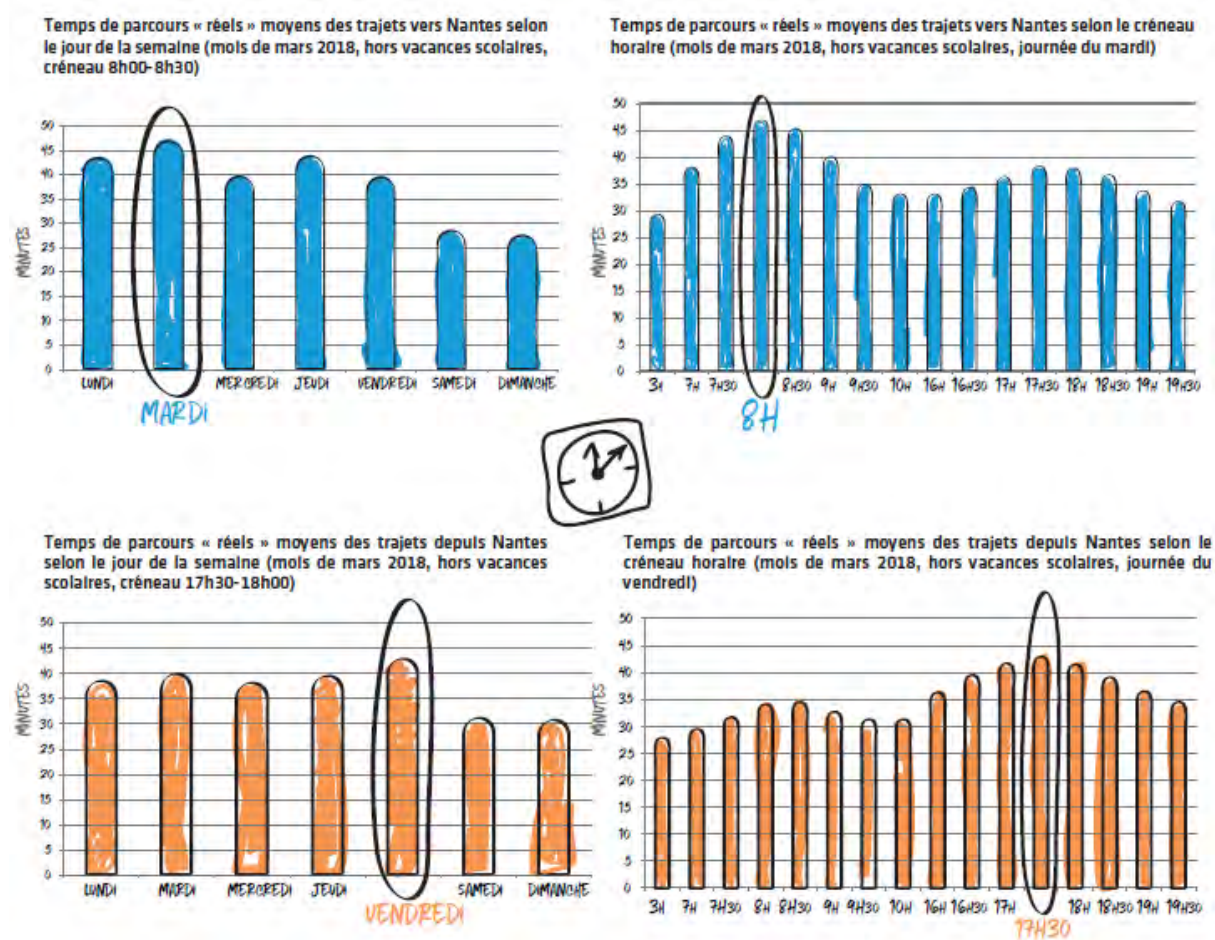 Temps de parcours « réels » moyens des trajets vers Nantes selon
le jour de la semaine (mois de mars 2018, hors vacances scolaires,
créneau 8h00-8h30)
50
45
40
35
30
25
20
15
10
5
0
MINUTES
LUNDI
MARDI
MERCREDI
JEUDI
VENDREDI
SAMEDI
DIMANCHE
Temps de parcours « réels » moyens des trajets vers Nantes selon le créneau
horaire (mois de mars 2018, hors vacances scolaires, journée du mardi)
50
45
40
35
30
25
20
15
10
5
0
MINUTES
3H
7H
7H30
8H
8H30
9H
9H30
10H
16H
16H30
17H
17H30
18H
18H30
19H
19H30
Temps de parcours « réels » moyens des trajets depuis Nantes
selon le jour de la semaine (mois de mars 2018, hors vacances
scolaires, créneau 17h30-18h00)
50
45
40
35
30
25
20
15
10
5
0
MINUTES
LUNDI
MARDI
MERCREDI
JEUDI
VENDREDI
SAMEDI
DIMANCHE
Temps de parcours « réels » moyens des trajets depuis Nantes selon le
créneau horaire (mois de mars 2018, hors vacances scolaires, journée du
vendredi)
50
45
40
35
30
25
20
15
10
5
0
MINUTES
3H
7H
7H30
8H
8H30
9H
9H30
10H
16H
16H30
17H
17H30
18H
18H30
19H
19H30